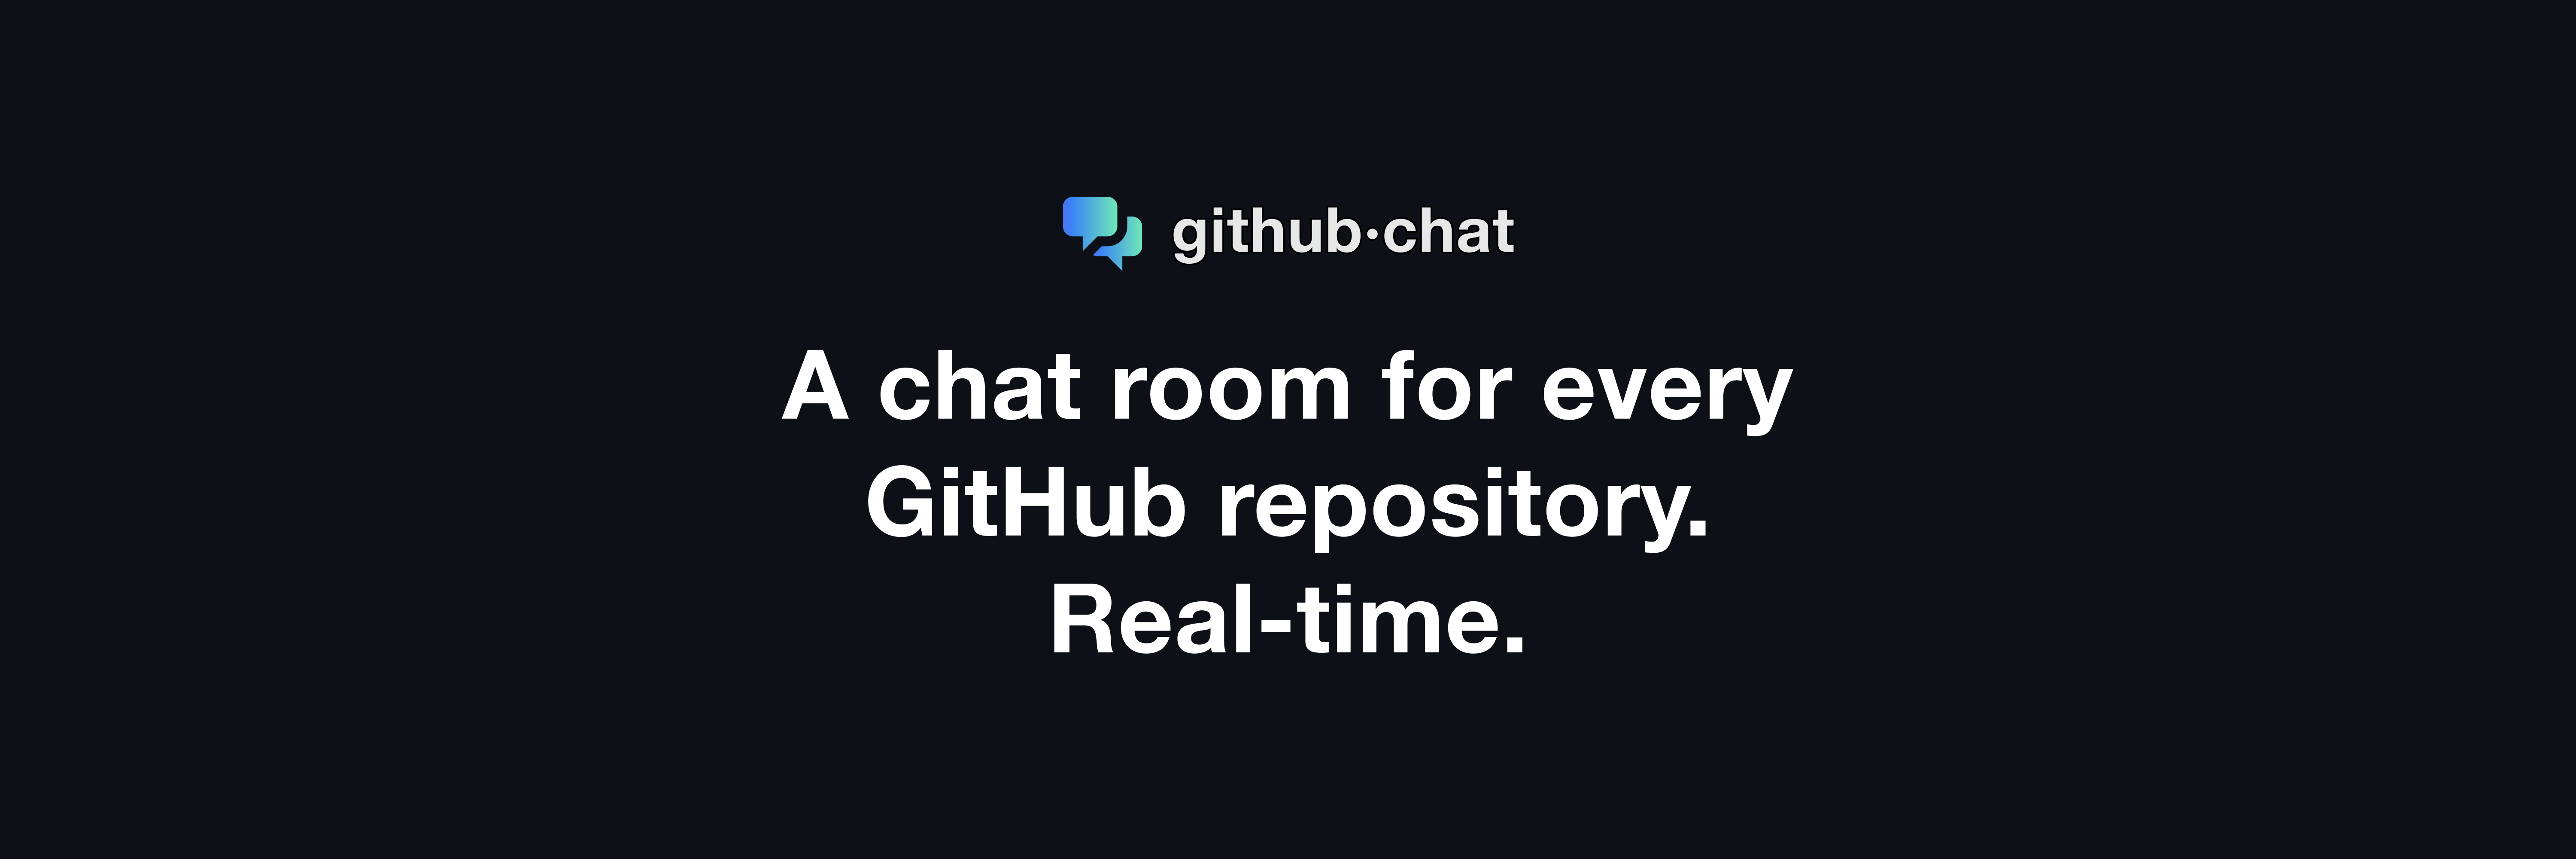 github·chat
A chat room for every
GitHub repository.
Real-time.